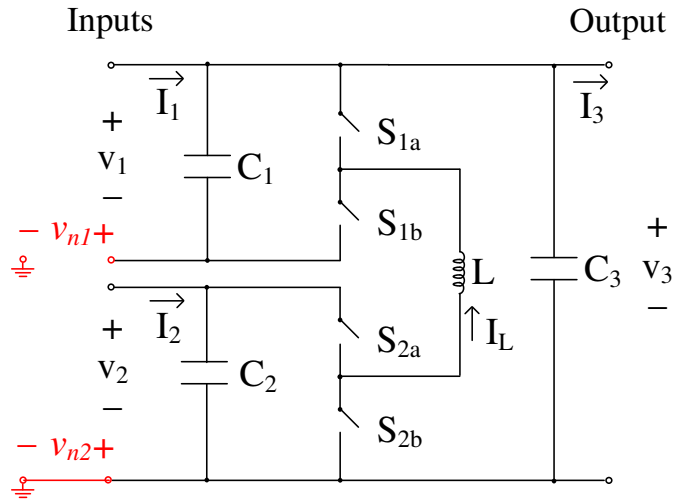 Inputs
Output
I1
I3
+
v1
−
C1
S1a
S1b
− vn1+
L
C3
+
v3
−
I2
IL
+
v2
−
C2
S2a
S2b
− vn2+